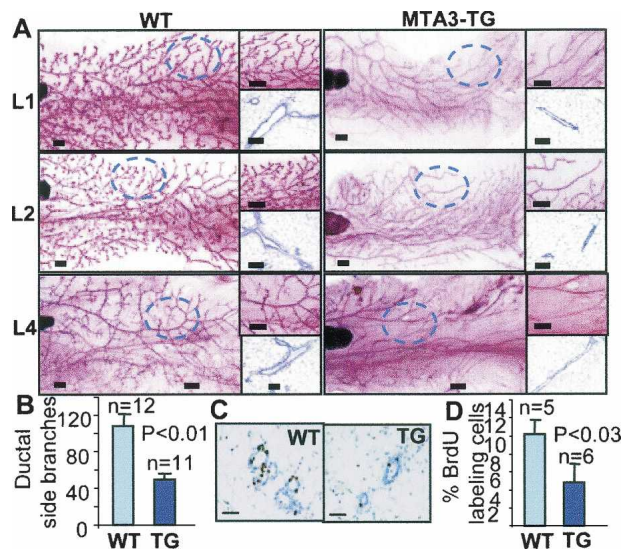 WT MTA3-TG
A
L1
L2
L4
B
Ductal
side branches
120
80
40
0
n=12
P<0.01
n=11
WT TG
C
WT TG
D
% BrdU
labeling cells
14
12
10
8
6
4
2
0
n=5
P<0.03
n=6
WT TG